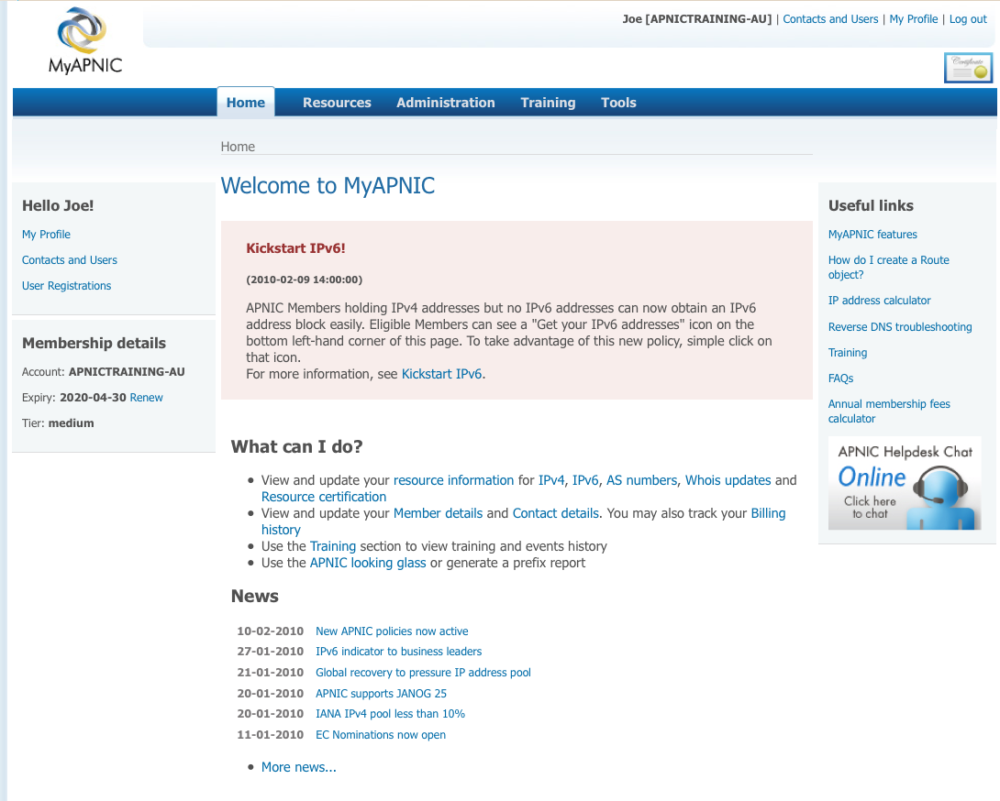 Joe [APNICTRAINING-AU] | Contacts and Users | My Profile | Log out
MyAPNIC
Certificate
Home Resources Administration Training Tools
Home
Welcome to MyAPNIC
Hello Joe!
My Profile
Contacts and Users
User Registrations
Membership details
Account: APNICTRAINING-AU
Expiry: 2020-04-30 Renew
Tier: medium
Kickstart IPv6!
(2010-02-09 14:00:00)
APNIC Members holding IPv4 addresses but no IPv6 addresses can now obtain an IPv6
address block easily. Eligible Members can see a "Get your IPv6 addresses" icon on the
bottom left-hand corner of this page. To take advantage of this new policy, simple click on
that icon.
For more information, see Kickstart IPv6.
What can I do?
• View and update your resource information for IPv4, IPv6, AS numbers, Whois updates and
Resource certification
• View and update your Member details and Contact details. You may also track your Billing
history
• Use the Training section to view training and events history
• Use the APNIC looking glass or generate a prefix report
News
10-02-2010 New APNIC policies now active
27-01-2010 IPv6 indicator to business leaders
21-01-2010 Global recovery to pressure IP address pool
20-01-2010 APNIC supports JANOG 25
20-01-2010 IANA IPv4 pool less than 10%
11-01-2010 EC Nominations now open
• More news...
Useful links
MyAPNIC features
How do I create a Route
object?
IP address calculator
Reverse DNS troubleshooting
Training
FAQs
Annual membership fees
calculator
APNIC Helpdesk Chat
Online
Click here
to chat